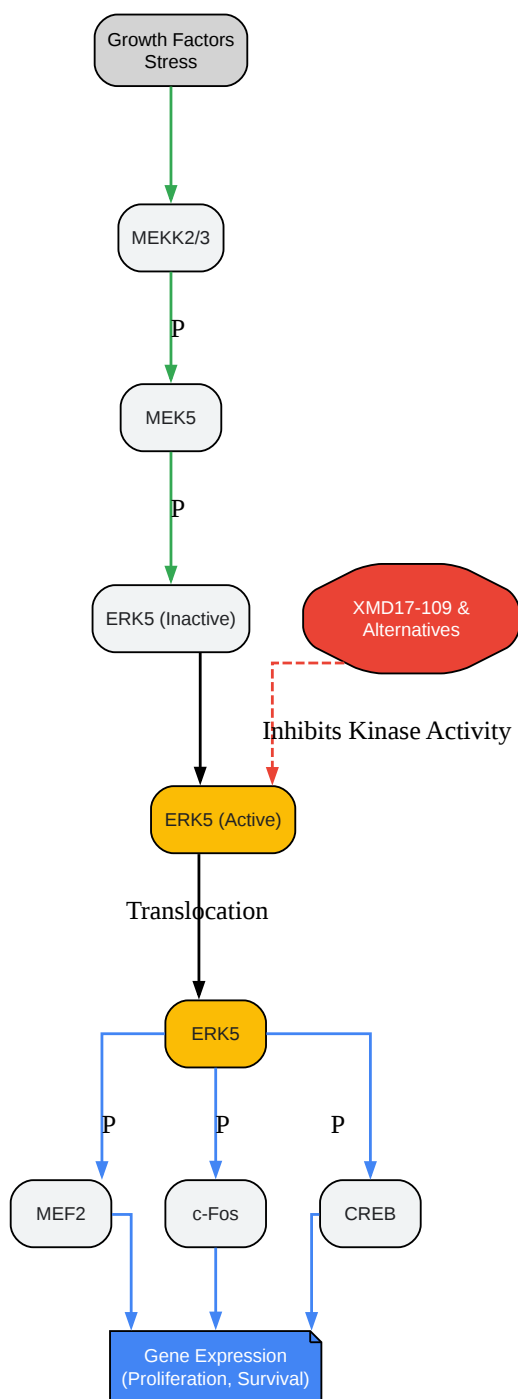 Growth Factors
Stress
MEKK2/3
P
MEK5
P
ERK5 (Inactive)
XMD17-109 &
Alternatives
Inhibits Kinase Activity
ERK5 (Active)
Translocation
ERK5
P
P
P
MEF2
c-Fos
CREB
Gene Expression
(Proliferation, Survival)